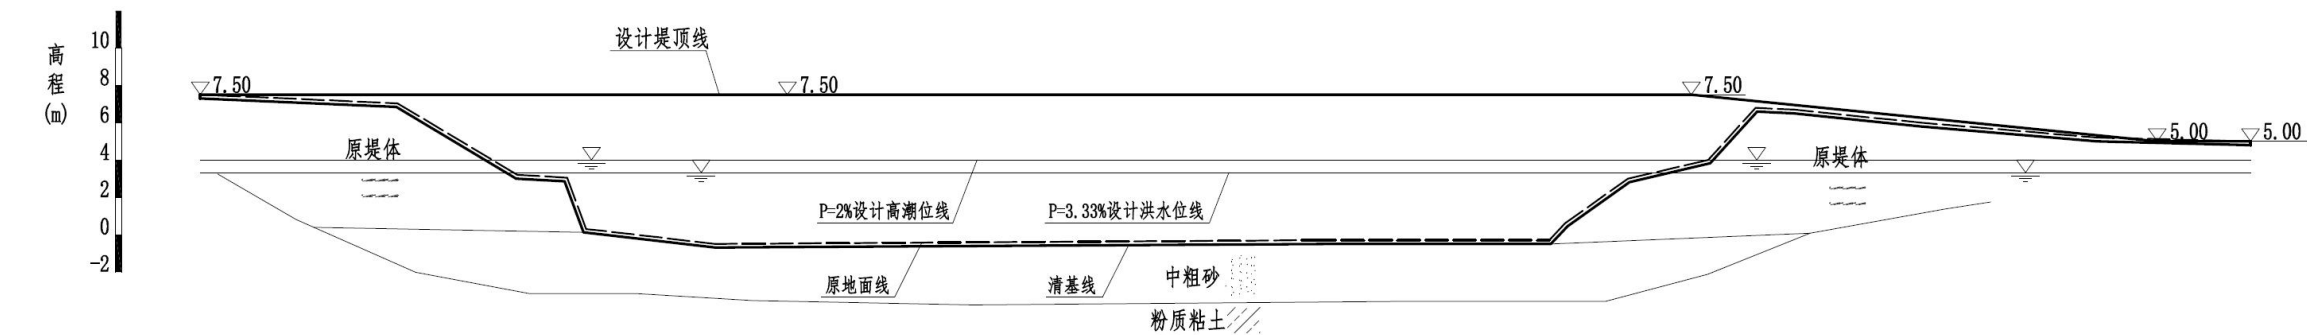 高
程
(m)
10
8
6
4
2
0
-2
设计堤顶线
7.50
7.50
7.50
5.00
5.00
原堤体
原堤体
P=2%设计高潮位线
P=3.33%设计洪水位线
原地面线
清基线
中粗砂
粉质粘土